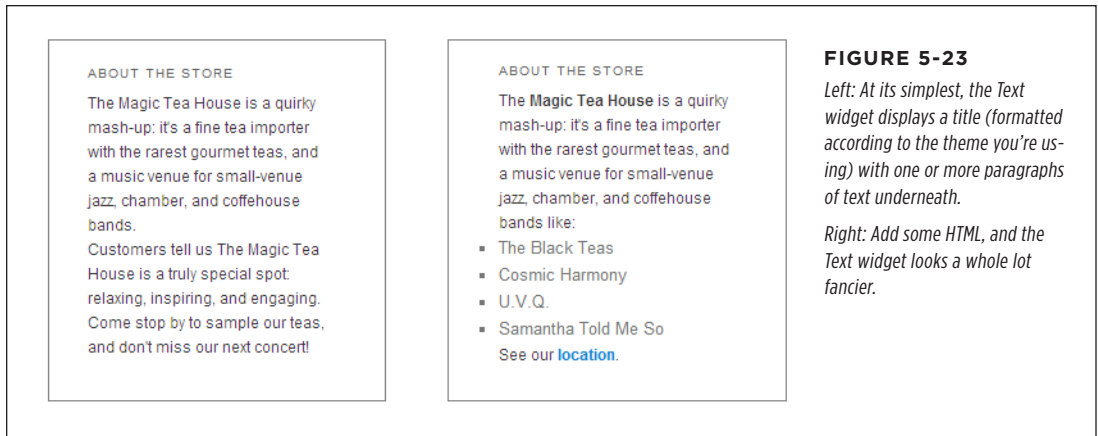 ABOUT THE STORE
The Magic Tea House is a quirky
mash-up: it's a fine tea importer
with the rarest gourmet teas, and
a music venue for small-venue
jazz, chamber, and coffehouse
bands.
Customers tell us The Magic Tea
House is a truly special spot:
relaxing, inspiring, and engaging.
Come stop by to sample our teas,
and don't miss our next concert!
ABOUT THE STORE
The Magic Tea House is a quirky
mash-up: it's a fine tea importer
with the rarest gourmet teas, and
a music venue for small-venue
jazz, chamber, and coffehouse
bands like:
▪ The Black Teas
▪ Cosmic Harmony
▪ U.V.Q.
▪ Samantha Told Me So
See our location.
FIGURE 5-23
Left: At its simplest, the Text
widget displays a title (formatted
according to the theme you're us-
ing) with one or more paragraphs
of text underneath.
Right: Add some HTML, and the
Text widget looks a whole lot
fancier.